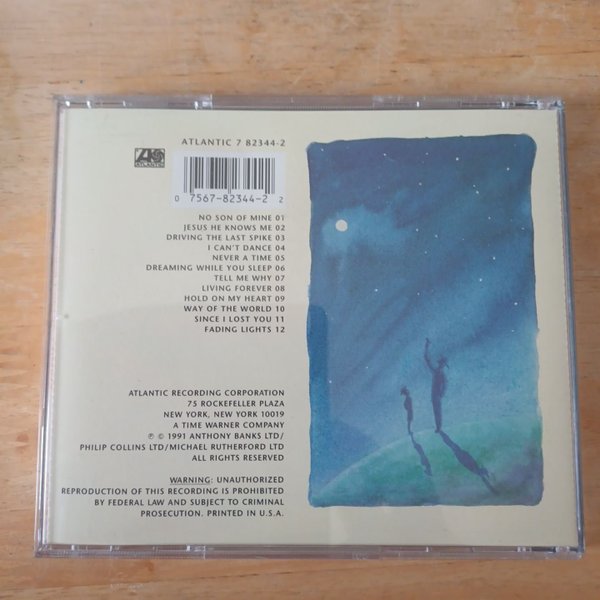 ATLANTIC 7 82344-2
ATLANTIC
0 7567-82344-2 2
NO SON OF MINE 01
JESUS HE KNOWS ME 02
DRIVING THE LAST SPIKE 03
I CAN'T DANCE 04
NEVER A TIME 05
DREAMING WHILE YOU SLEEP 06
TELL ME WHY 07
LIVING FOREVER 08
HOLD ON MY HEART 09
WAY OF THE WORLD 10
SINCE I LOST YOU 11
FADING LIGHTS 12
ATLANTIC RECORDING CORPORATION
75 ROCKEFELLER PLAZA
NEW YORK, NEW YORK 10019
A TIME WARNER COMPANY
℗ © 1991 ANTHONY BANKS LTD/
PHILIP COLLINS LTD/MICHAEL RUTHERFORD LTD
ALL RIGHTS RESERVED
WARNING: UNAUTHORIZED
REPRODUCTION OF THIS RECORDING IS PROHIBITED
BY FEDERAL LAW AND SUBJECT TO CRIMINAL
PROSECUTION. PRINTED IN U.S.A.